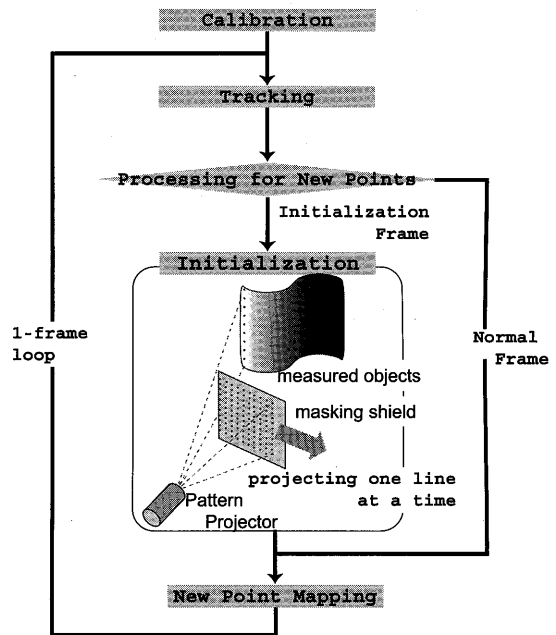 Calibration
Tracking
Processing for New Points
Initialization
Frame
Initialization
1-frame
loop
Normal
Frame
measured objects
masking shield
projecting one line
at a time
Pattern
Projector
New Point Mapping